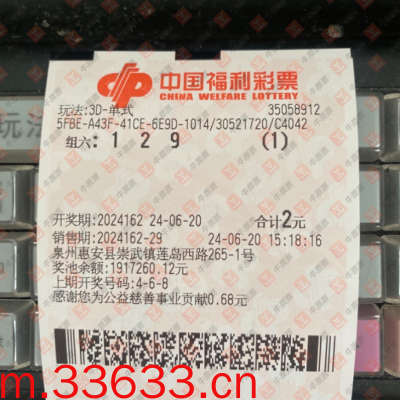 中国福利彩票
CHINA WELFARE LOTTERY
玩法:3D-单式 35058912
5FBE-A43F-41CE-6E9D-1014/30521720/C4042
组六: 1 2 9 (1)
开奖期:2024162 24-06-20 合计2元
销售期:2024162-29 24-06-20 15:18:16
泉州惠安县崇武镇莲岛西路265-1号
奖池余额:1917260.12元
上期开奖号码:4-6-8
感谢您为公益慈善事业贡献0.68元
玩法
m.33633.cn